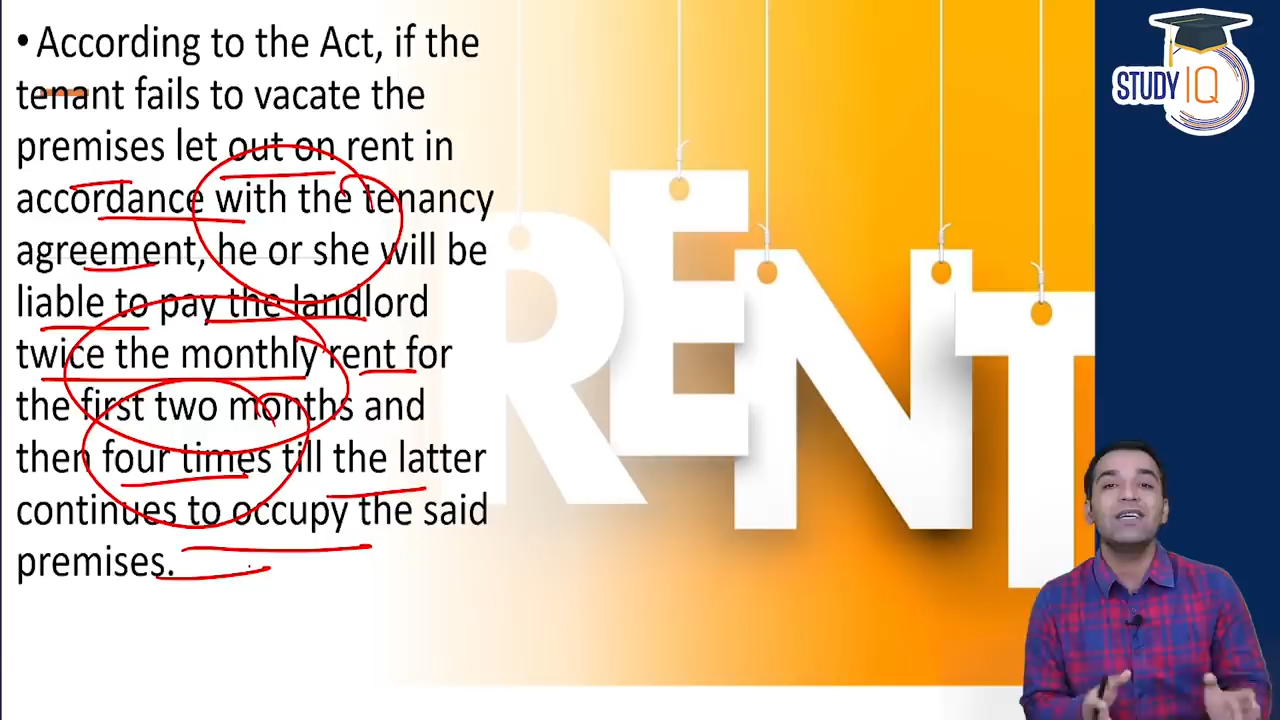 • According to the Act, if the
tenant fails to vacate the
premises let out on rent in
accordance with the tenancy
agreement, he or she will be
liable to pay the landlord
twice the monthly rent for
the first two months and
then four times till the latter
continues to occupy the said
premises.
RENT
STUDY IQ